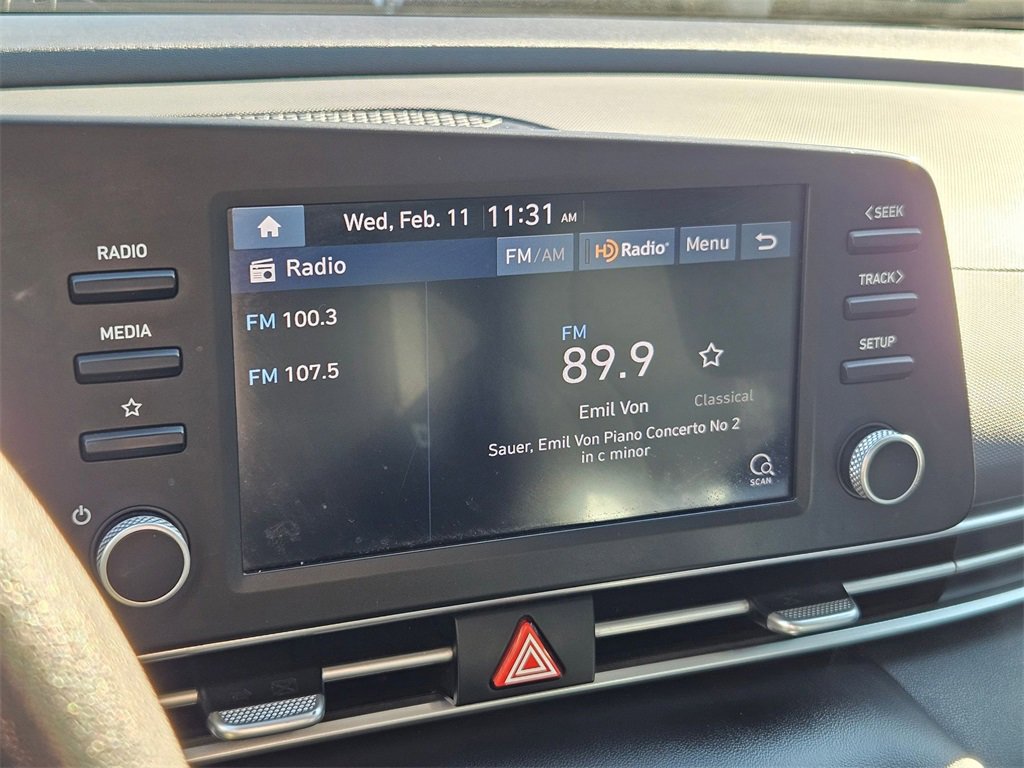 Wed, Feb. 11 11:31 AM
Radio FM/AM HD Radio Menu
FM 100.3
FM 107.5
FM
89.9
Emil Von
Classical
Sauer, Emil Von Piano Concerto No 2
in c minor
SCAN
RADIO
MEDIA
<SEEK
TRACK>
SETUP